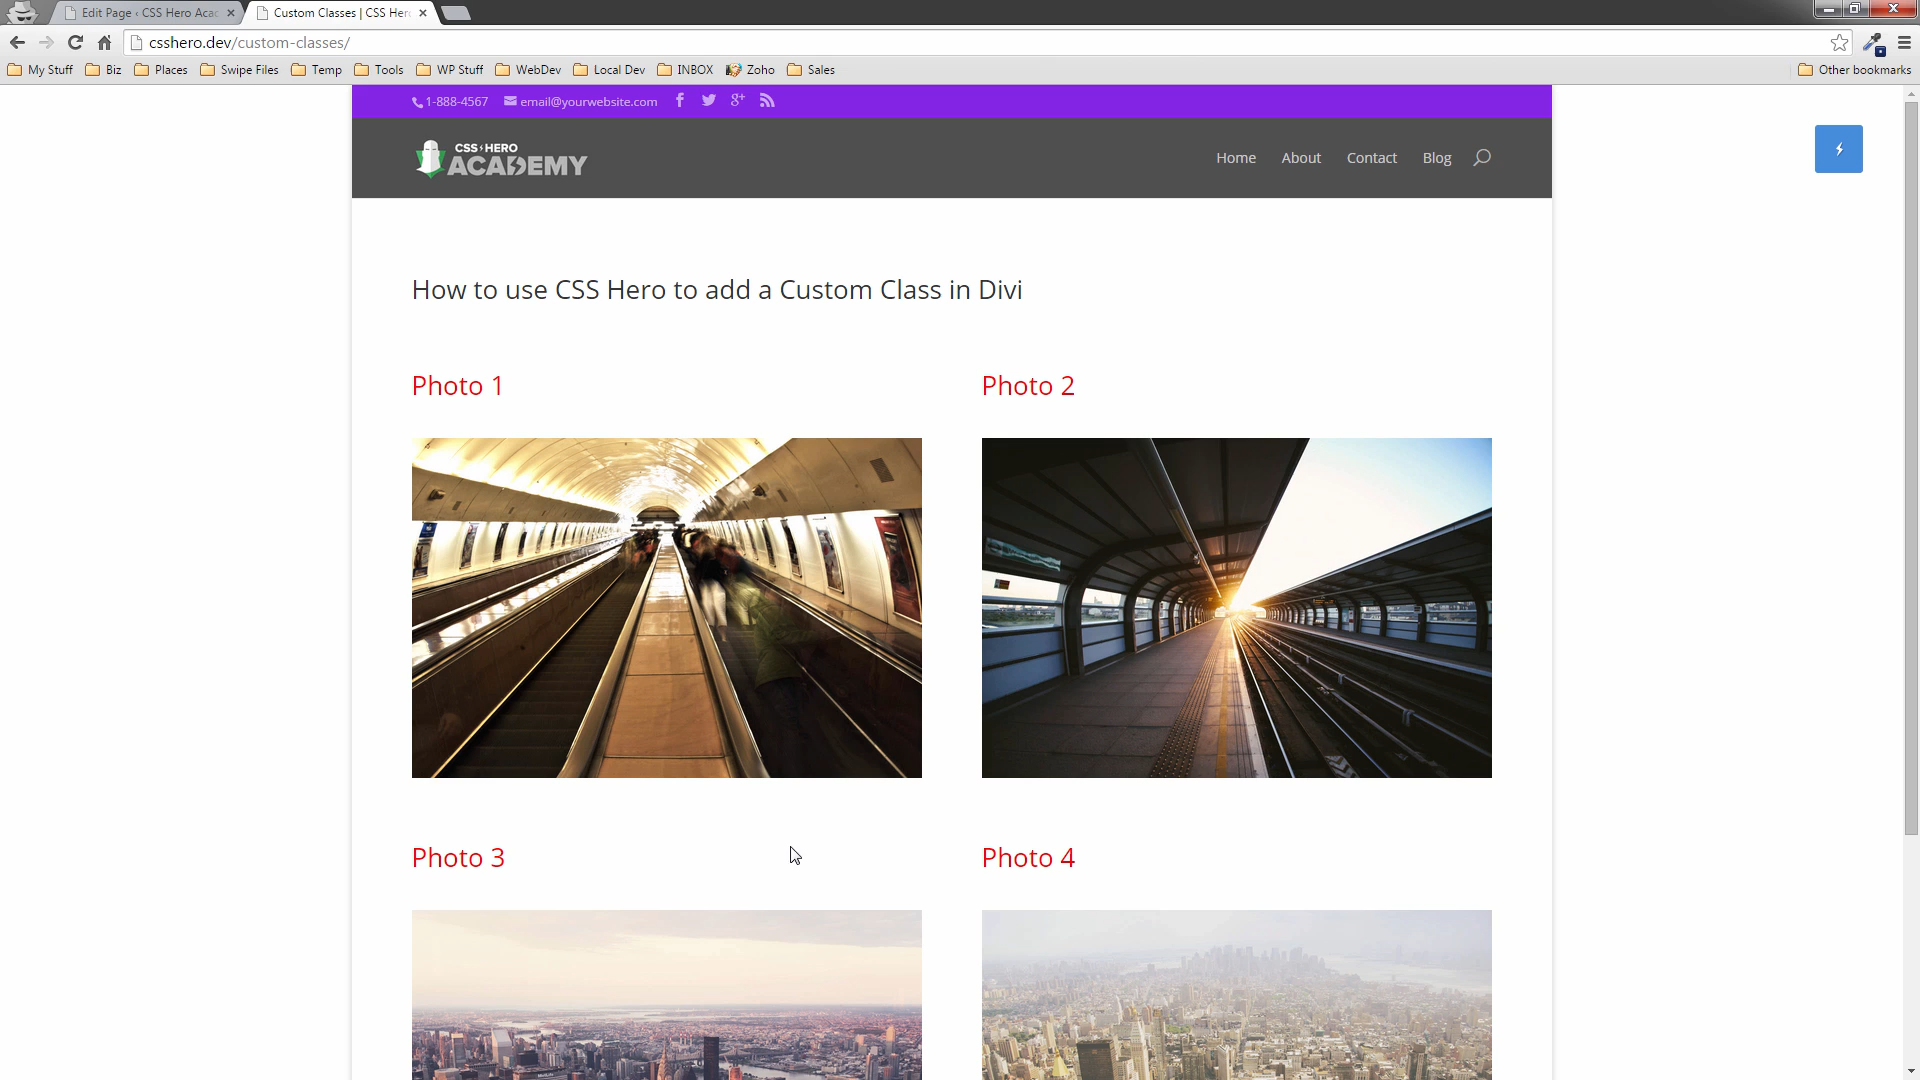 Edit Page ‹ CSS Hero Aca
Custom Classes | CSS Her
csshero.dev/custom-classes/
My Stuff Biz Places Swipe Files Temp Tools WP Stuff WebDev Local Dev INBOX Zoho Sales Other bookmarks
1-888-4567 email@yourwebsite.com
CSS HERO
ACADEMY
Home About Contact Blog
How to use CSS Hero to add a Custom Class in Divi
Photo 1
Photo 2
Photo 3
Photo 4